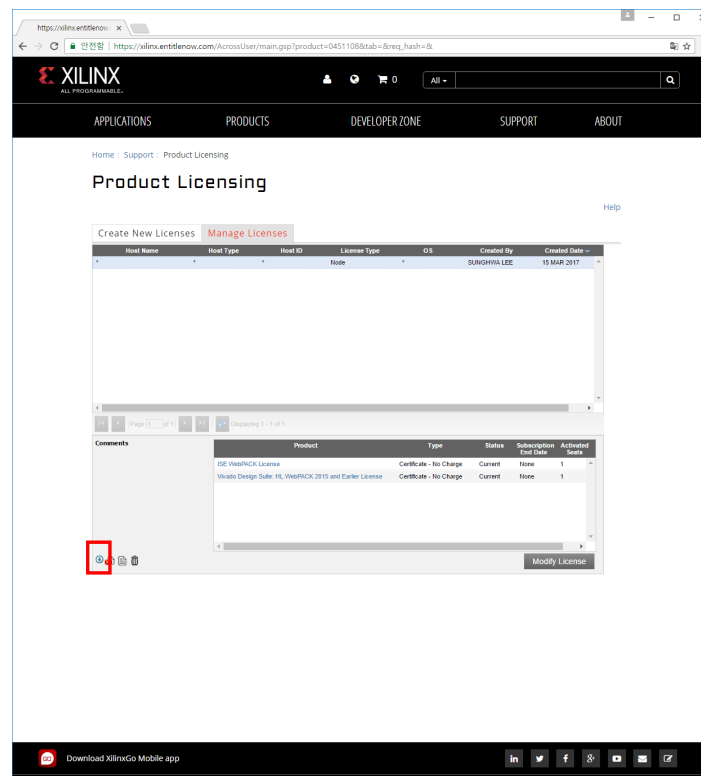 https://xilinx.entitlenow
안전함 | https://xilinx.entitlenow.com/AcrossUser/main.gsp?product=0451108&tab=&req_hash=&
XILINX
ALL PROGRAMMABLE.
0
All
APPLICATIONS PRODUCTS DEVELOPER ZONE SUPPORT ABOUT
Home : Support : Product Licensing
Product Licensing
Help
Create New Licenses Manage Licenses
Host Name Host Type Host ID License Type OS Created By Created Date
* * * Node * SUNGHWA LEE 15 MAR 2017
Page 1 of 1 Displaying 1 - 1 of 1
Comments
Product Type Status Subscription End Date Activated Seats
ISE WebPACK License Certificate - No Charge Current None 1
Vivado Design Suite: HL WebPACK 2015 and Earlier License Certificate - No Charge Current None 1
Modify License
GO Download XilinxGo Mobile app